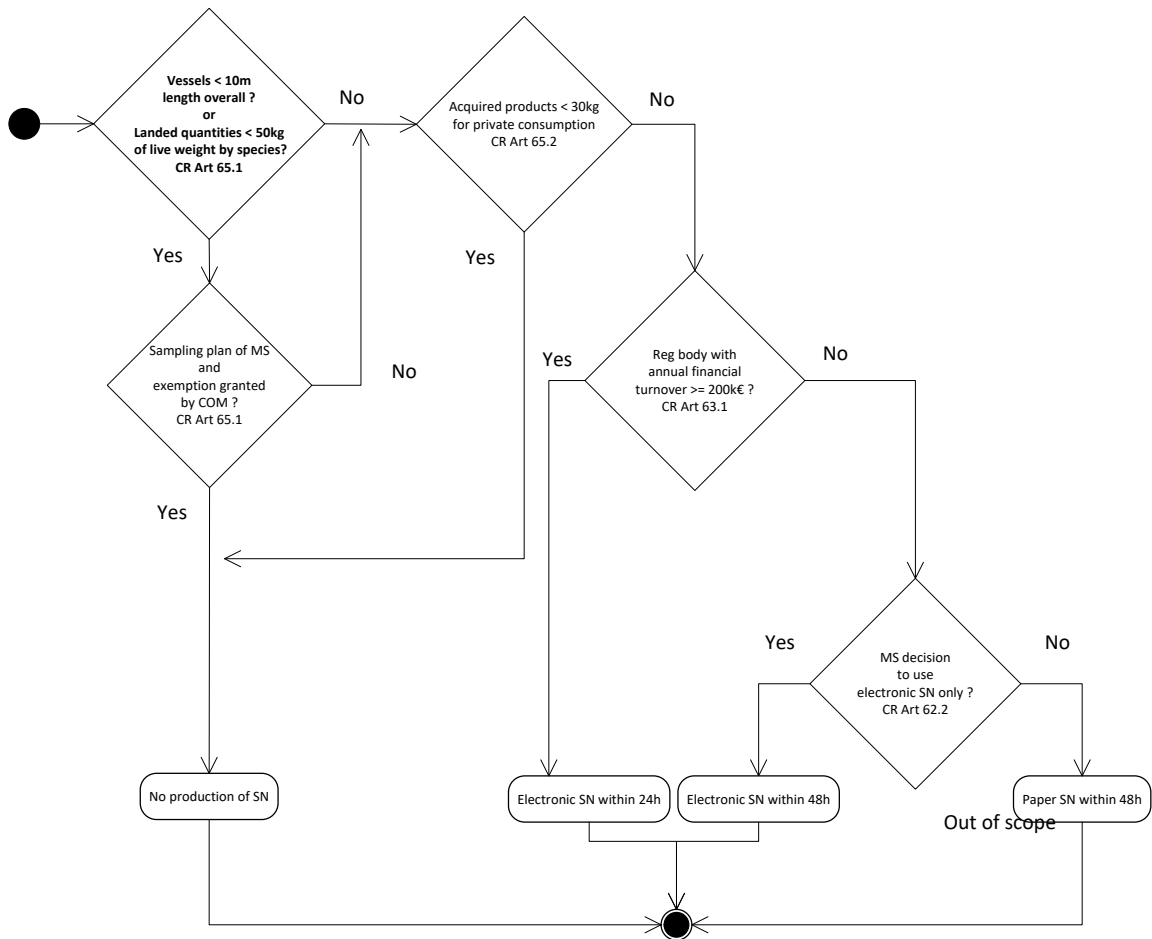 Vessels < 10m
length overall ?
or
Landed quantities < 50kg
of live weight by species?
CR Art 65.1
No
Acquired products < 30kg
for private consumption
CR Art 65.2
No
Yes
Yes
Sampling plan of MS
and
exemption granted
by COM ?
CR Art 65.1
No
Yes
Yes
Reg body with
annual financial
turnover >= 200k€ ?
CR Art 63.1
No
Yes
MS decision
to use
electronic SN only ?
CR Art 62.2
No
No production of SN
Electronic SN within 24h
Electronic SN within 48h
Paper SN within 48h
Out of scope